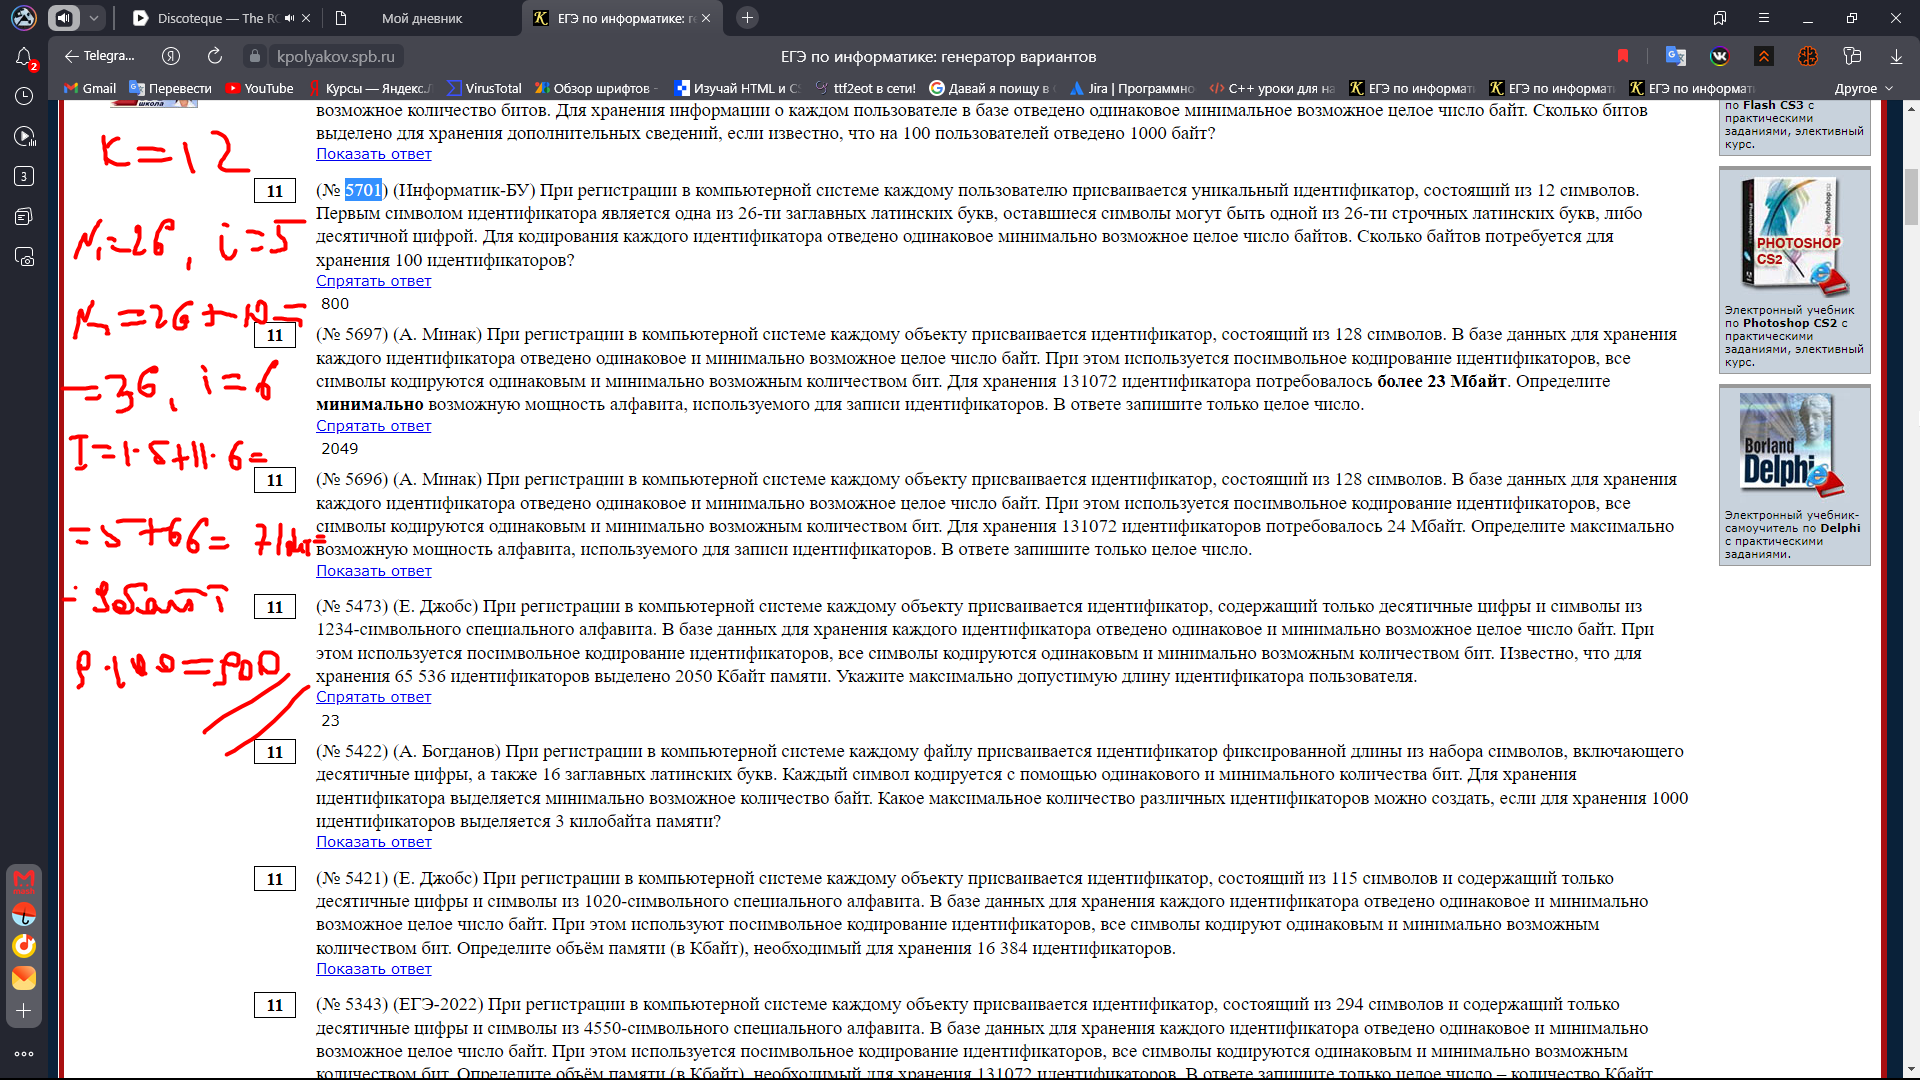 Discoteque — The RO
Мой дневник
ЕГЭ по информатике: ге
2
Telegra...
kpolyakov.spb.ru
ЕГЭ по информатике: генератор вариантов
Gmail
Перевести
YouTube
Курсы — Яндекс.
VirusTotal
Обзор шрифтов -
Изучай HTML и C
ttf2eot в сети!
Давай я поищу в
Jira | Программно
C++ уроки для на
ЕГЭ по информат
ЕГЭ по информат
ЕГЭ по информат
Другое
3
школа
возможное количество битов. Для хранения информации о каждом пользователе в базе отведено одинаковое минимальное возможное целое число байт. Сколько битов
выделено для хранения дополнительных сведений, если известно, что на 100 пользователей отведено 1000 байт?
Показать ответ
11
(№ 5701) (Информатик-БУ) При регистрации в компьютерной системе каждому пользователю присваивается уникальный идентификатор, состоящий из 12 символов.
Первым символом идентификатора является одна из 26-ти заглавных латинских букв, оставшиеся символы могут быть одной из 26-ти строчных латинских букв, либо
десятичной цифрой. Для кодирования каждого идентификатора отведено одинаковое минимально возможное целое число байтов. Сколько байтов потребуется для
хранения 100 идентификаторов?
Спрятать ответ
800
11
(№ 5697) (А. Минак) При регистрации в компьютерной системе каждому объекту присваивается идентификатор, состоящий из 128 символов. В базе данных для хранения
каждого идентификатора отведено одинаковое и минимально возможное целое число байт. При этом используется посимвольное кодирование идентификаторов, все
символы кодируются одинаковым и минимально возможным количеством бит. Для хранения 131072 идентификатора потребовалось более 23 Мбайт. Определите
минимально возможную мощность алфавита, используемого для записи идентификаторов. В ответе запишите только целое число.
Спрятать ответ
2049
11
(№ 5696) (А. Минак) При регистрации в компьютерной системе каждому объекту присваивается идентификатор, состоящий из 128 символов. В базе данных для хранения
каждого идентификатора отведено одинаковое и минимально возможное целое число байт. При этом используется посимвольное кодирование идентификаторов, все
символы кодируются одинаковым и минимально возможным количеством бит. Для хранения 131072 идентификаторов потребовалось 24 Мбайт. Определите максимально
возможную мощность алфавита, используемого для записи идентификаторов. В ответе запишите только целое число.
Показать ответ
11
(№ 5473) (Е. Джобс) При регистрации в компьютерной системе каждому объекту присваивается идентификатор, содержащий только десятичные цифры и символы из
1234-символьного специального алфавита. В базе данных для хранения каждого идентификатора отведено одинаковое и минимально возможное целое число байт. При
этом используется посимвольное кодирование идентификаторов, все символы кодируются одинаковым и минимально возможным количеством бит. Известно, что для
хранения 65 536 идентификаторов выделено 2050 Кбайт памяти. Укажите максимально допустимую длину идентификатора пользователя.
Спрятать ответ
23
11
(№ 5422) (А. Богданов) При регистрации в компьютерной системе каждому файлу присваивается идентификатор фиксированной длины из набора символов, включающего
десятичные цифры, а также 16 заглавных латинских букв. Каждый символ кодируется с помощью одинакового и минимального количества бит. Для хранения
идентификатора выделяется минимально возможное количество байт. Какое максимальное количество различных идентификаторов можно создать, если для хранения 1000
идентификаторов выделяется 3 килобайта памяти?
Показать ответ
11
(№ 5421) (Е. Джобс) При регистрации в компьютерной системе каждому объекту присваивается идентификатор, состоящий из 115 символов и содержащий только
десятичные цифры и символы из 1020-символьного специального алфавита. В базе данных для хранения каждого идентификатора отведено одинаковое и минимально
возможное целое число байт. При этом используют посимвольное кодирование идентификаторов, все символы кодируют одинаковым и минимально возможным
количеством бит. Определите объём памяти (в Кбайт), необходимый для хранения 16 384 идентификаторов.
Показать ответ
11
(№ 5343) (ЕГЭ-2022) При регистрации в компьютерной системе каждому объекту присваивается идентификатор, состоящий из 294 символов и содержащий только
десятичные цифры и символы из 4550-символьного специального алфавита. В базе данных для хранения каждого идентификатора отведено одинаковое и минимально
возможное целое число байт. При этом используется посимвольное кодирование идентификаторов, все символы кодируются одинаковым и минимально возможным
количеством бит. Определите объём памяти (в Кбайт), необходимый для хранения 131072 идентификаторов. В ответе запишите только целое число – количество Кбайт.
K=12
N₁=26, i=5
=26+10=
=36, i=6
I=1·5+11·6=
=5+66= 71бит=
= 9байт
9·100=900
по Flash CS3 с
практическими
заданиями, элективный
курс.
PHOTOSHOP
CS2
Электронный учебник
по Photoshop CS2 с
практическими
заданиями, элективный
курс.
Borland
Delphi
Электронный учебник-
самоучитель по Delphi
с практическими
заданиями.